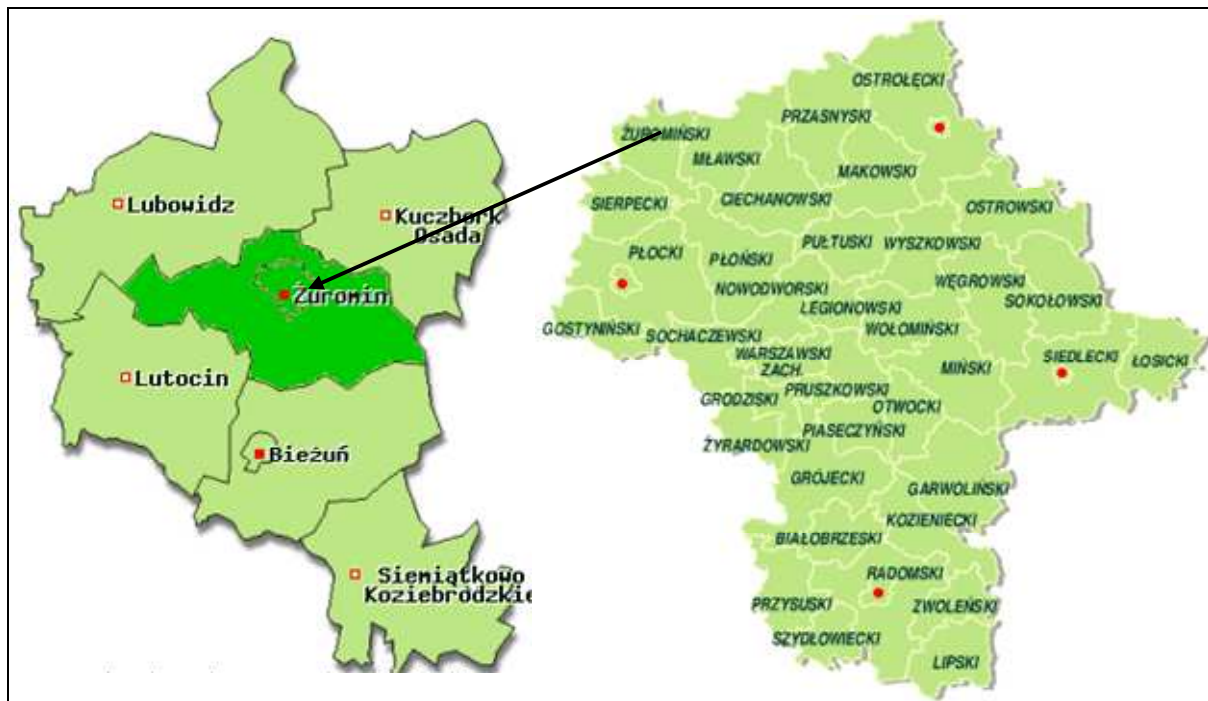 Lubowidz
Kuczbork
Osada
Żuromin
Lutocin
Bieżuń
Siemiątkowo
Koziebrodzkie
OSTROŁĘCKI
PRZASNYSKI
ŻUROMIŃSKI
MŁAWSKI
MAKOWSKI
CIECHANOWSKI
SIERPECKI
OSTROWSKI
PUŁTUSKI
WYSZKOWSKI
PŁOCKI
PŁOŃSKI
WĘGROWSKI
NOWODWORSKI
SOKOŁOWSKI
LEGIONOWSKI
GOSTYNIŃSKI
SOCHACZEWSKI
WOŁOMIŃSKI
WARSZAWSKI
ZACH.
SIEDLECKI
ŁOSICKI
MIŃSKI
PRUSZKOWSKI
GRODZISKI
OTWOCKI
PIASECZYŃSKI
ŻYRARDOWSKI
GRÓJECKI
GARWOLIŃSKI
KOZIENICKI
BIAŁOBRZESKI
RADOMSKI
PRZYSUSKI
ZWOLEŃSKI
SZYDŁOWIECKI
LIPSKI